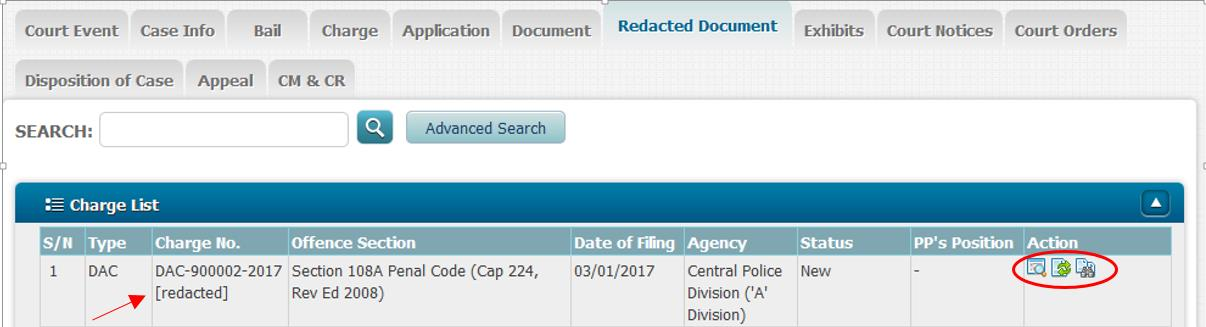 Court Event Case Info Bail Charge Application Document Redacted Document Exhibits Court Notices Court Orders
Disposition of Case Appeal CM & CR
SEARCH: Advanced Search
Charge List
S/N Type Charge No. Offence Section Date of Filing Agency Status PP's Position Action
1 DAC DAC-900002-2017 Section 108A Penal Code (Cap 224, 03/01/2017 Central Police New -
[redacted] Rev Ed 2008) Division ('A'
Division)